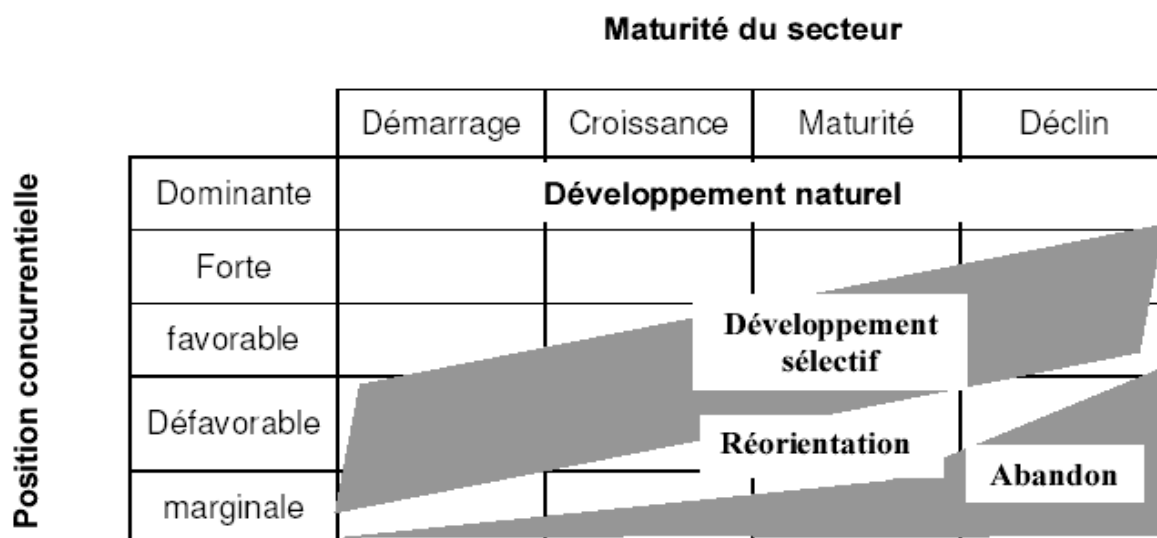 Maturité du secteur
Démarrage Croissance Maturité Déclin
Position concurrentielle
Dominante Développement naturel
Forte
favorable
Développement
sélectif
Défavorable
Réorientation
Abandon
marginale